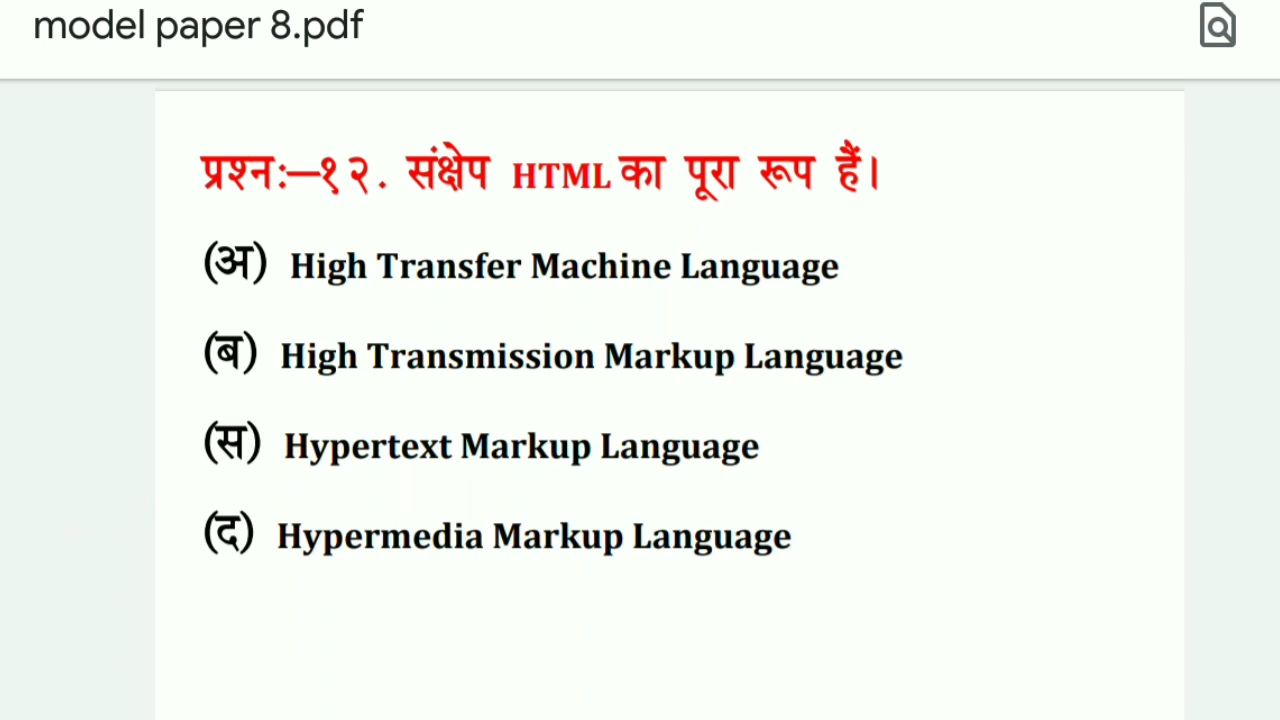 model paper 8.pdf
प्रश्नः–१२. संक्षेप HTML का पूरा रूप हैं।
(अ) High Transfer Machine Language
(ब) High Transmission Markup Language
(स) Hypertext Markup Language
(द) Hypermedia Markup Language